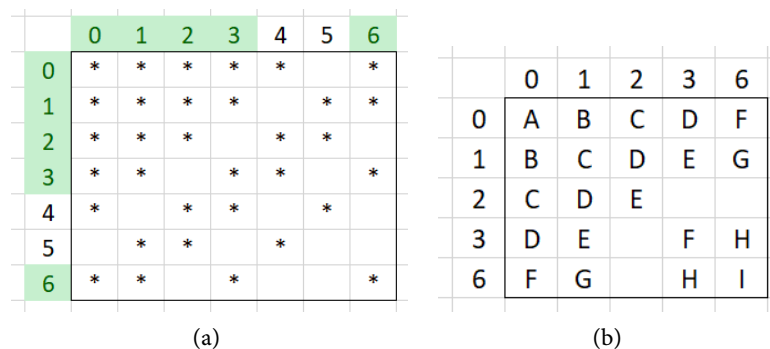 0 1 2 3 4 5 6
0 * * * * * *
1 * * * * * *
2 * * * * *
3 * * * * *
4 * * * *
5 * * *
6 * * * *
(a)
0 1 2 3 6
0 A B C D F
1 B C D E G
2 C D E
3 D E F H
6 F G H I
(b)